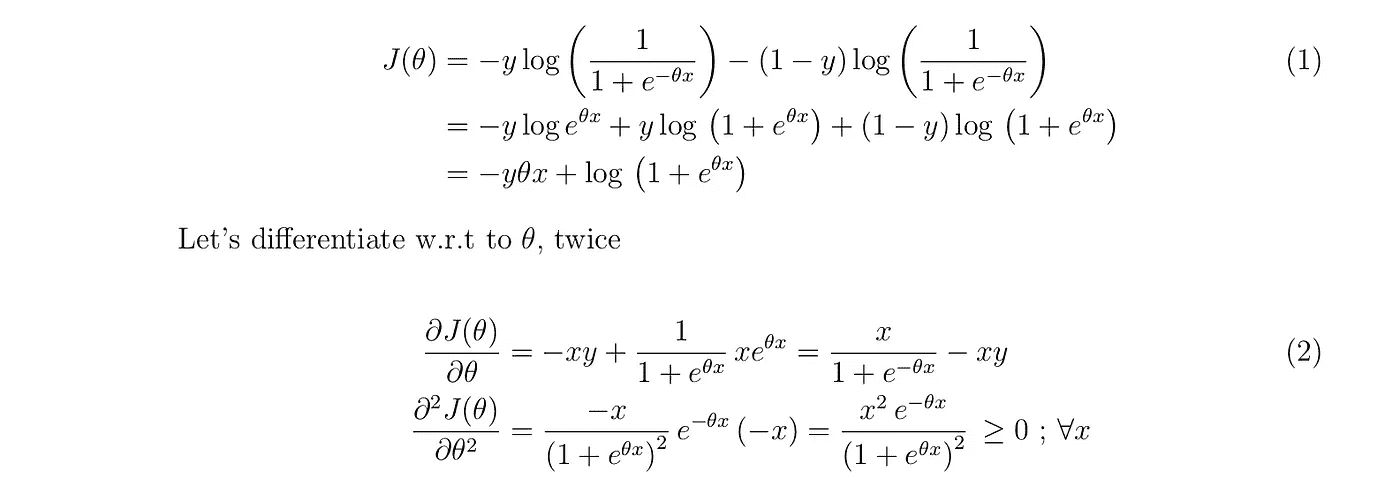 J(θ) = −y log (1 / (1 + e^{−θx})) − (1 − y) log (1 / (1 + e^{−θx})) (1)
= −y log e^{θx} + y log (1 + e^{θx}) + (1 − y) log (1 + e^{θx})
= −yθx + log (1 + e^{θx})
Let's differentiate w.r.t to θ, twice
∂J(θ)/∂θ = −xy + 1/(1 + e^{θx}) xe^{θx} = x/(1 + e^{−θx}) − xy (2)
∂²J(θ)/∂θ² = −x/(1 + e^{θx})² e^{−θx} (−x) = x² e^{−θx}/(1 + e^{θx})² ≥ 0 ; ∀x